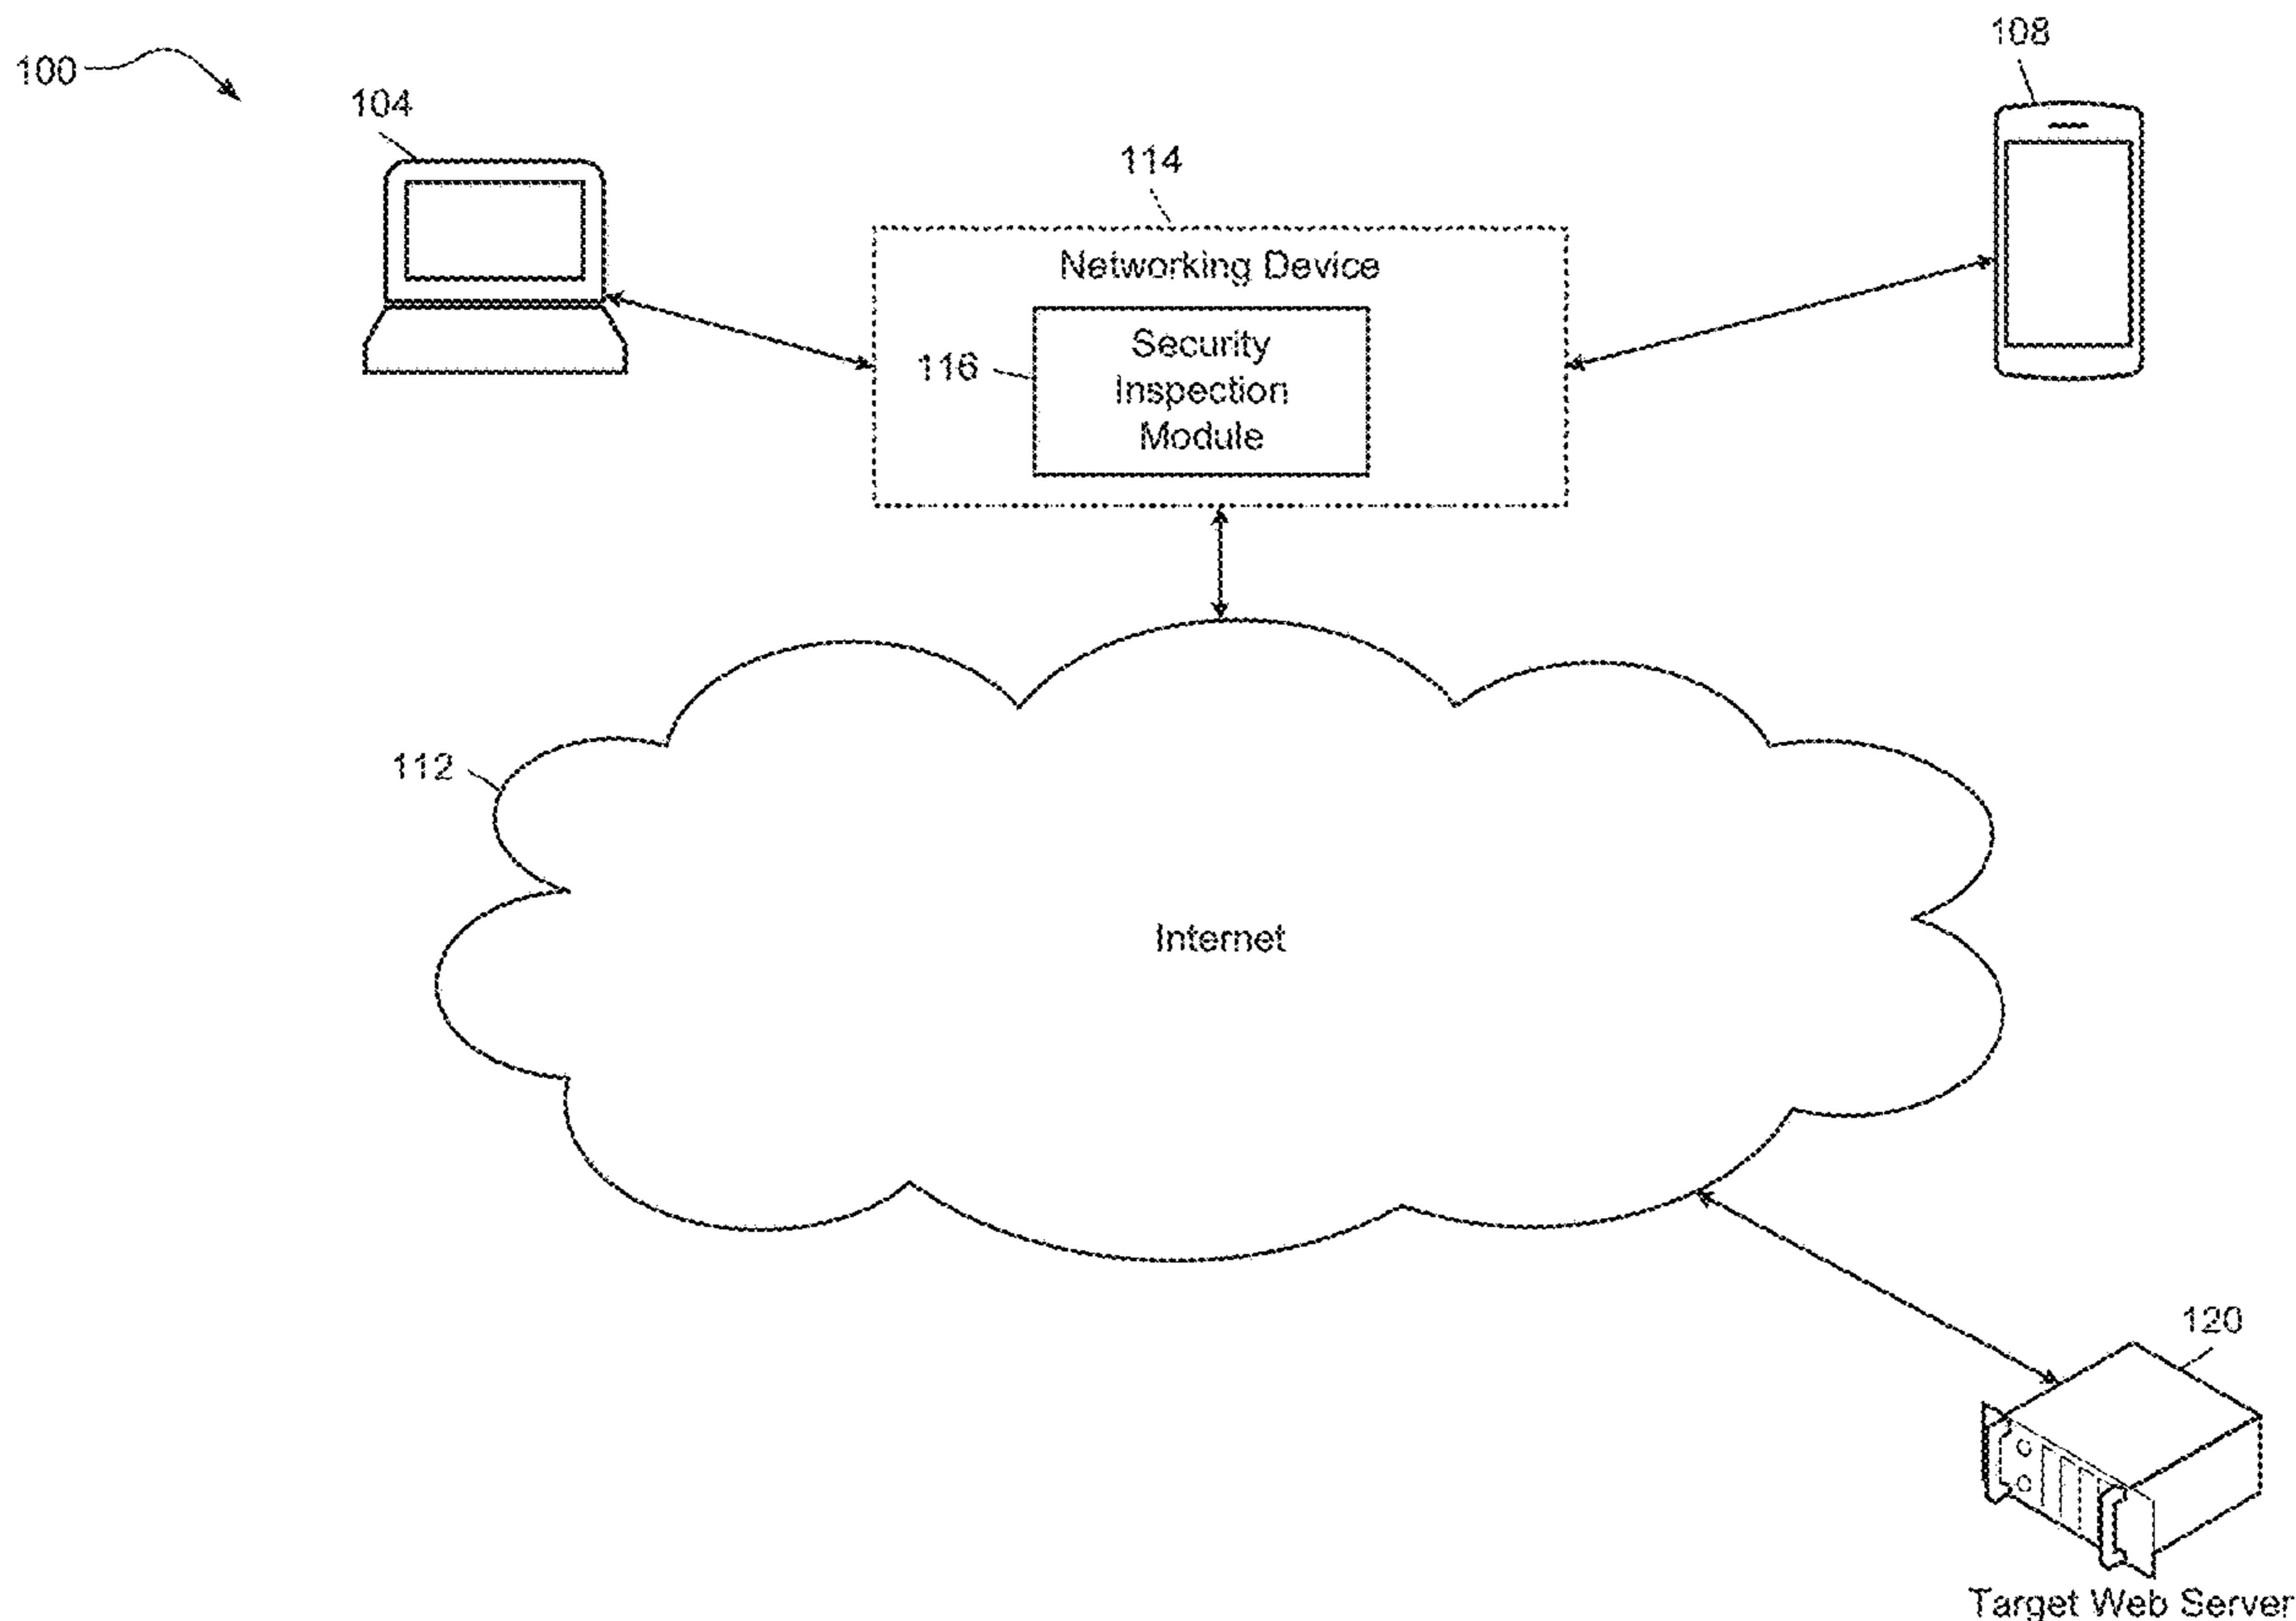 100
108
104
114
Networking Device
116
Security
Inspection
Module
112
Internet
120
Target Web Server